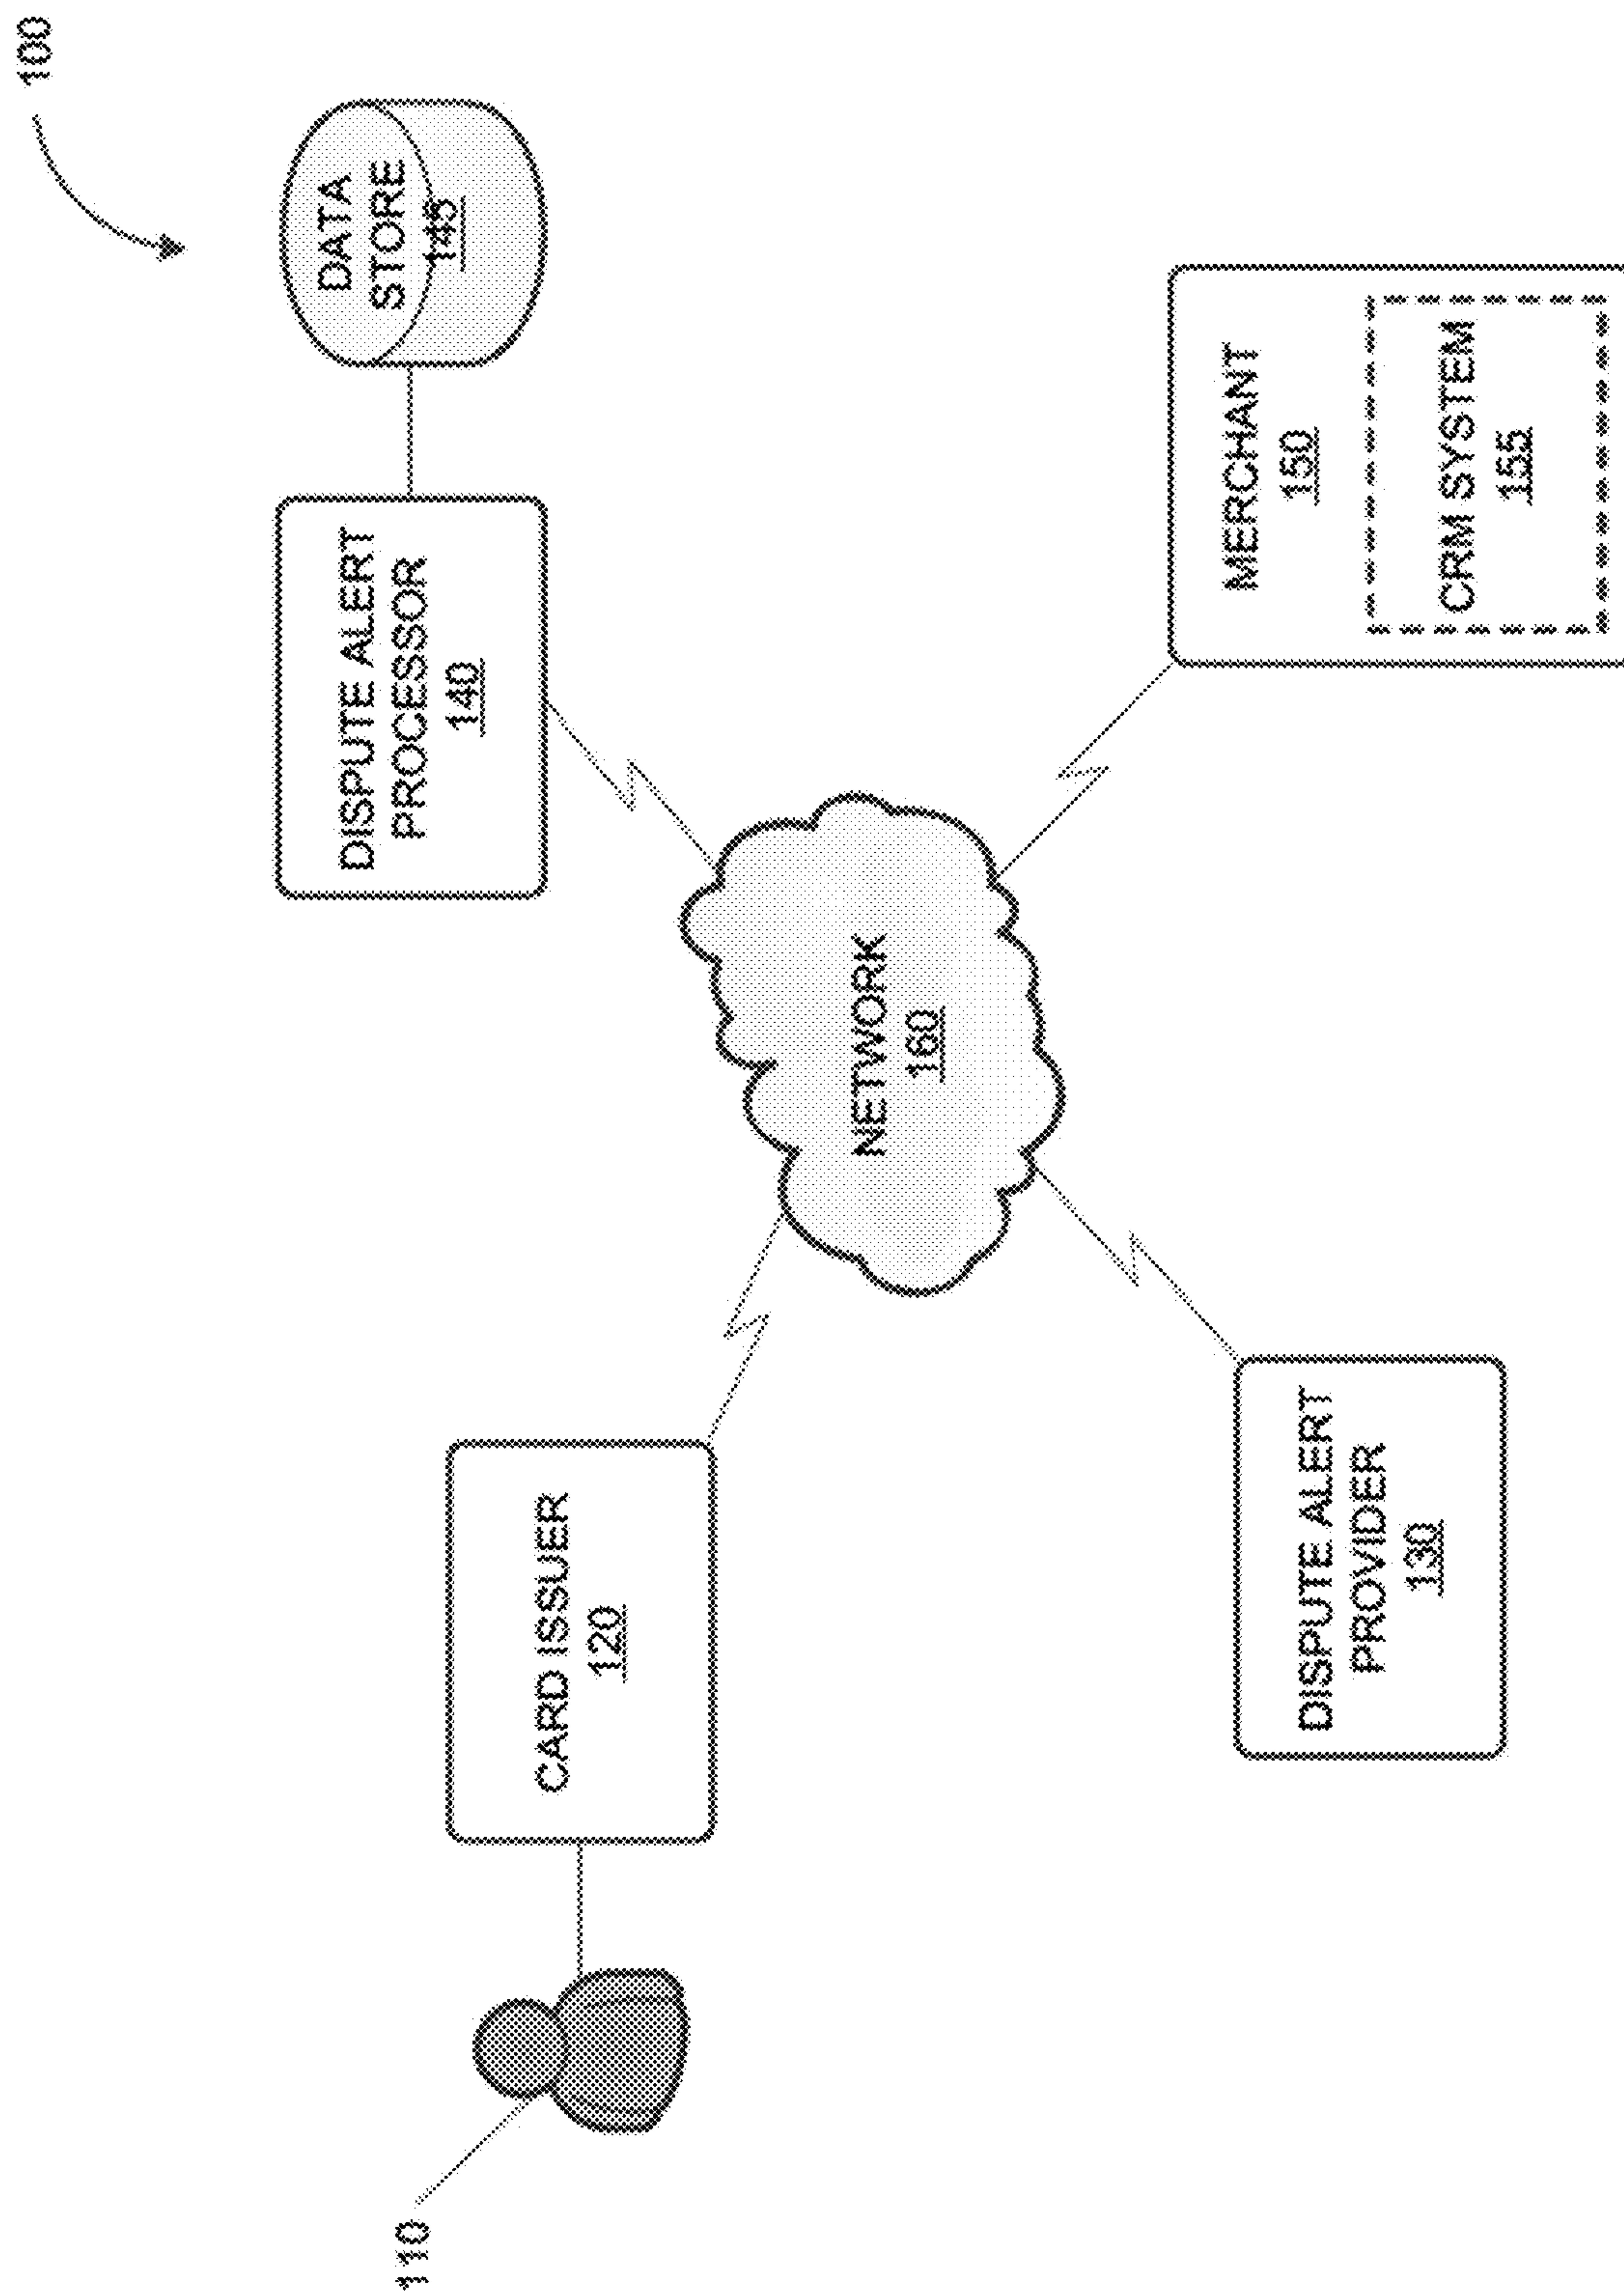 100
DATA
STORE
145
DISPUTE ALERT
PROCESSOR
140
CARD ISSUER
120
110
NETWORK
160
MERCHANT
150
CRM SYSTEM
155
DISPUTE ALERT
PROVIDER
130